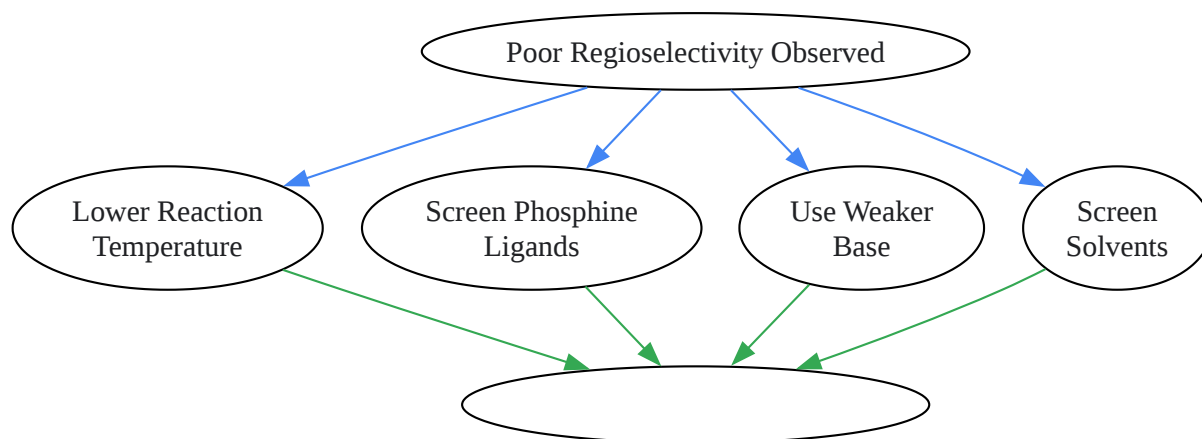 Poor Regioselectivity Observed
Lower Reaction
Temperature
Screen Phosphine
Ligands
Use Weaker
Base
Screen
Solvents